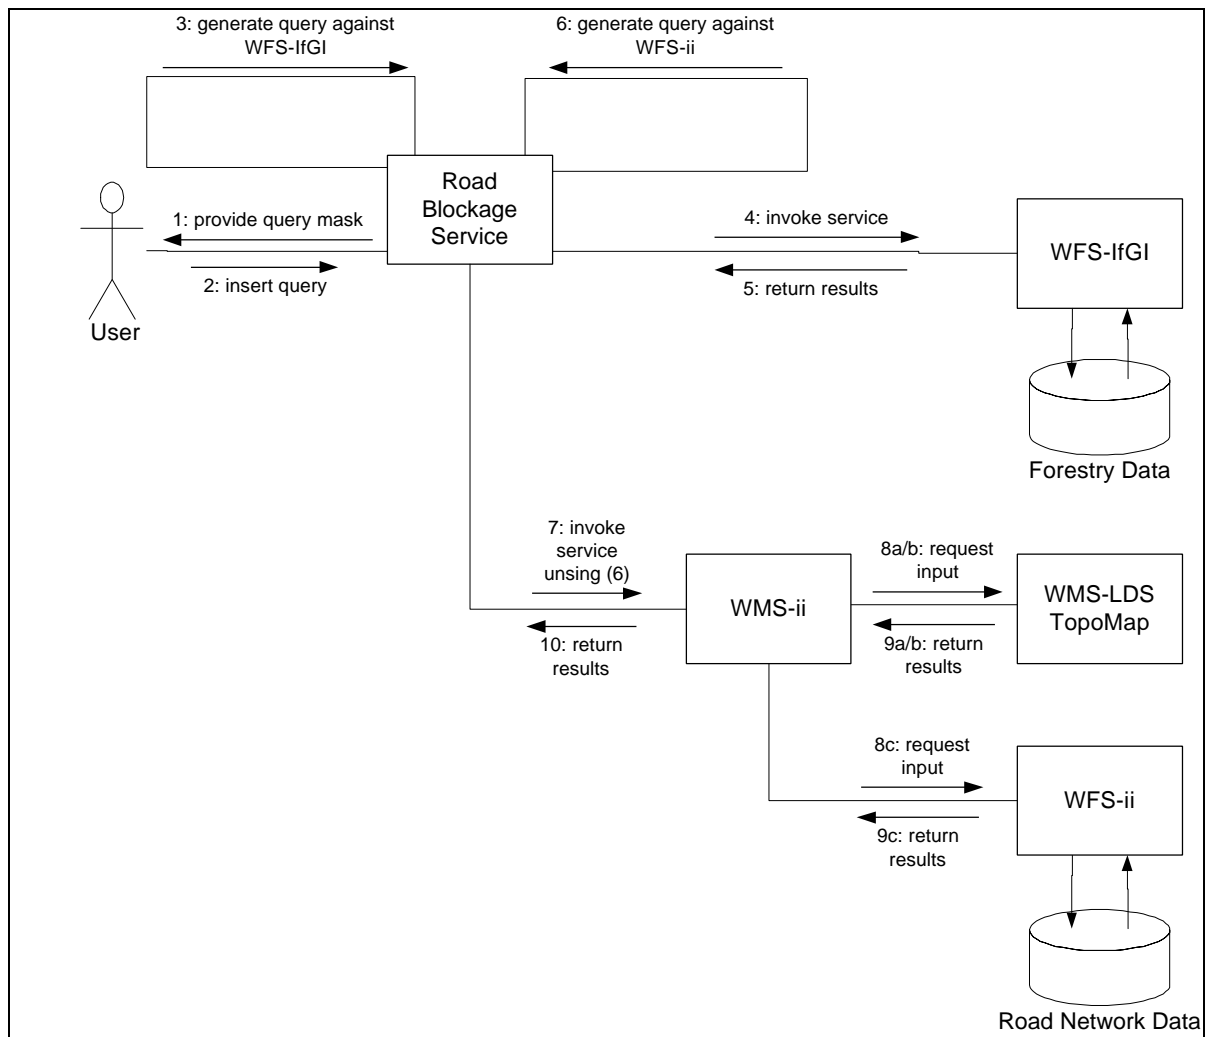 3: generate query against
WFS-IfGI
6: generate query against
WFS-ii
Road
Blockage
Service
1: provide query mask
2: insert query
User
4: invoke service
5: return results
WFS-IfGI
Forestry Data
7: invoke
service
unsing (6)
10: return
results
WMS-ii
8a/b: request
input
9a/b: return
results
WMS-LDS
TopoMap
8c: request
input
9c: return
results
WFS-ii
Road Network Data